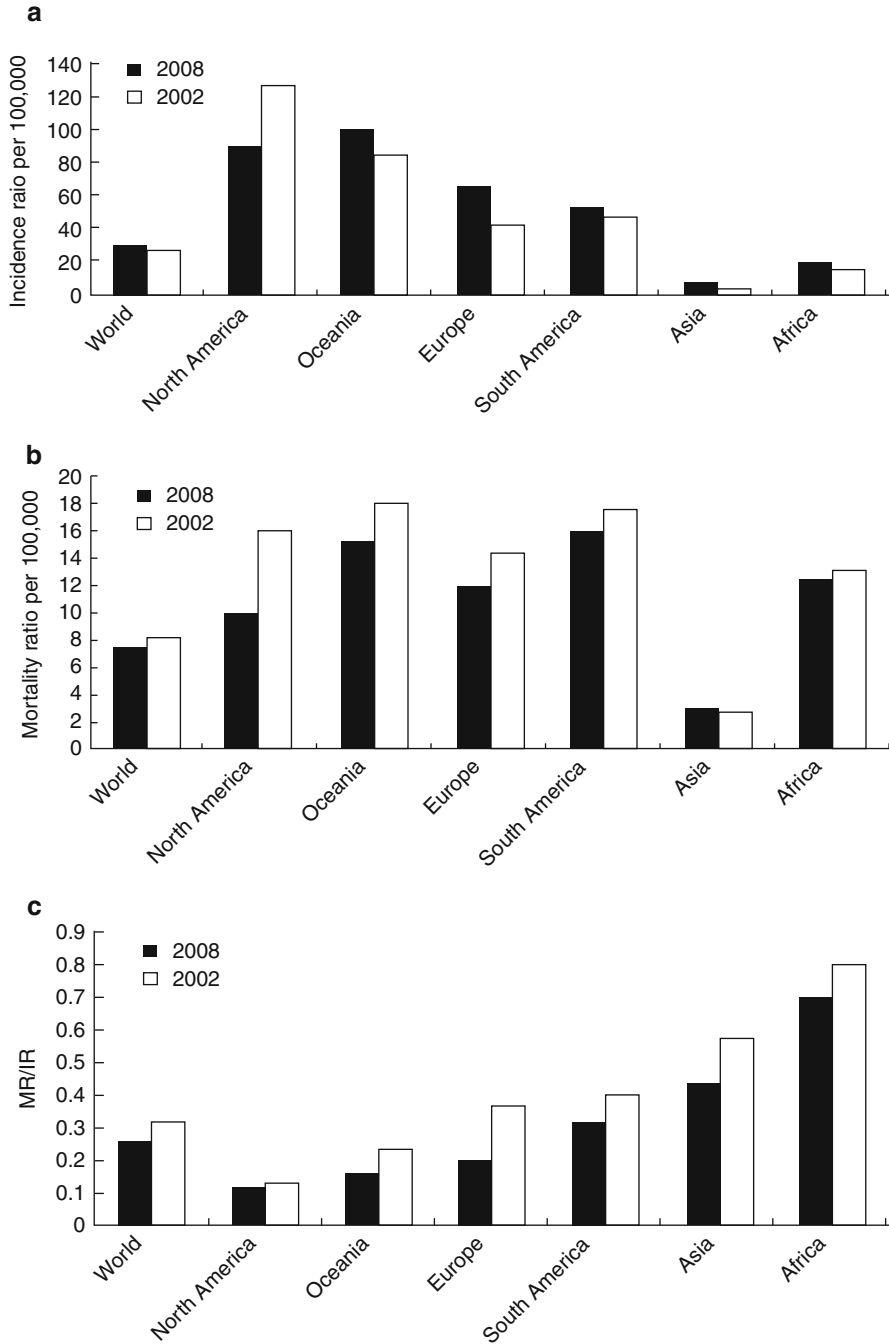 a
Incidence raio per 100,000
140
120
100
80
60
40
20
0
2008
2002
World
North America
Oceania
Europe
South America
Asia
Africa
b
Mortality ratio per 100,000
20
18
16
14
12
10
8
6
4
2
0
2008
2002
World
North America
Oceania
Europe
South America
Asia
Africa
c
MR/IR
0.9
0.8
0.7
0.6
0.5
0.4
0.3
0.2
0.1
0
2008
2002
World
North America
Oceania
Europe
South America
Asia
Africa